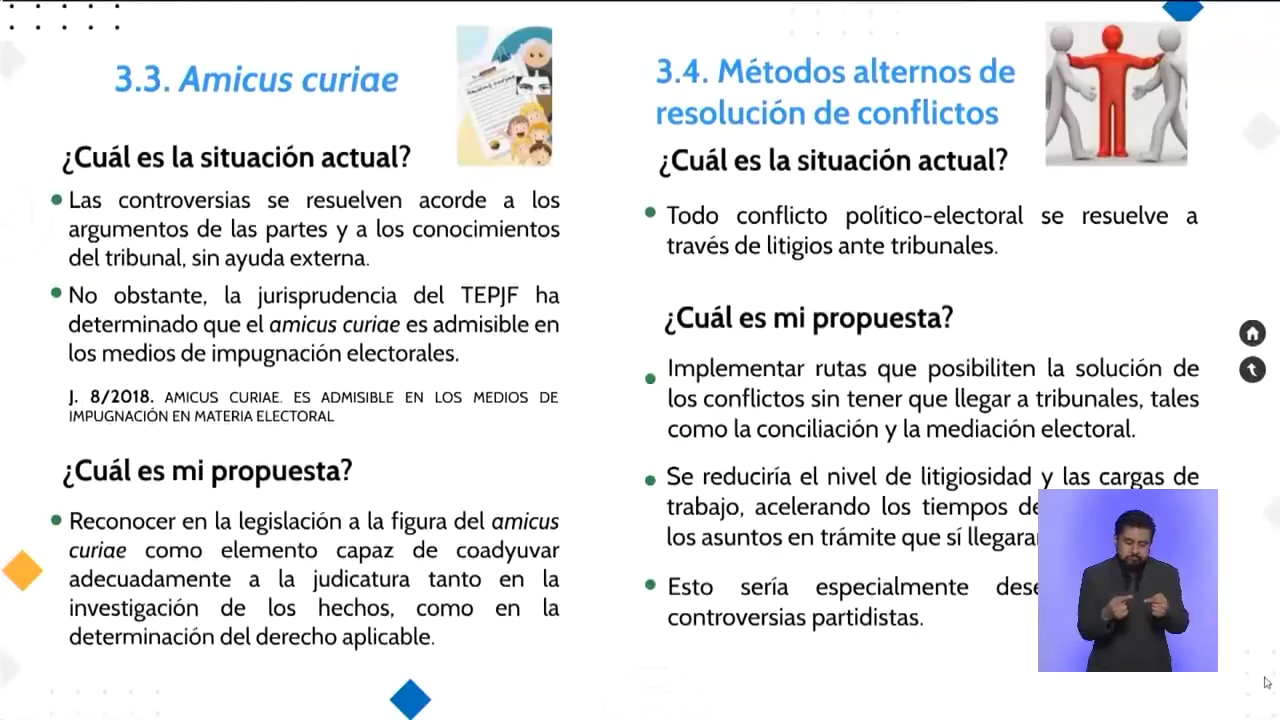 3.3. Amicus curiae
¿Cuál es la situación actual?
Las controversias se resuelven acorde a los
argumentos de las partes y a los conocimientos
del tribunal, sin ayuda externa.
No obstante, la jurisprudencia del TEPJF ha
determinado que el amicus curiae es admisible en
los medios de impugnación electorales.
J. 8/2018. AMICUS CURIAE. ES ADMISIBLE EN LOS MEDIOS DE
IMPUGNACIÓN EN MATERIA ELECTORAL
¿Cuál es mi propuesta?
Reconocer en la legislación a la figura del amicus
curiae como elemento capaz de coadyuvar
adecuadamente a la judicatura tanto en la
investigación de los hechos, como en la
determinación del derecho aplicable.
3.4. Métodos alternos de
resolución de conflictos
¿Cuál es la situación actual?
Todo conflicto político-electoral se resuelve a
través de litigios ante tribunales.
¿Cuál es mi propuesta?
Implementar rutas que posibiliten la solución de
los conflictos sin tener que llegar a tribunales, tales
como la conciliación y la mediación electoral.
Se reduciría el nivel de litigiosidad y las cargas de
trabajo, acelerando los tiempos
los asuntos en trámite que sí
Esto sería especialmente
controversias partidistas.